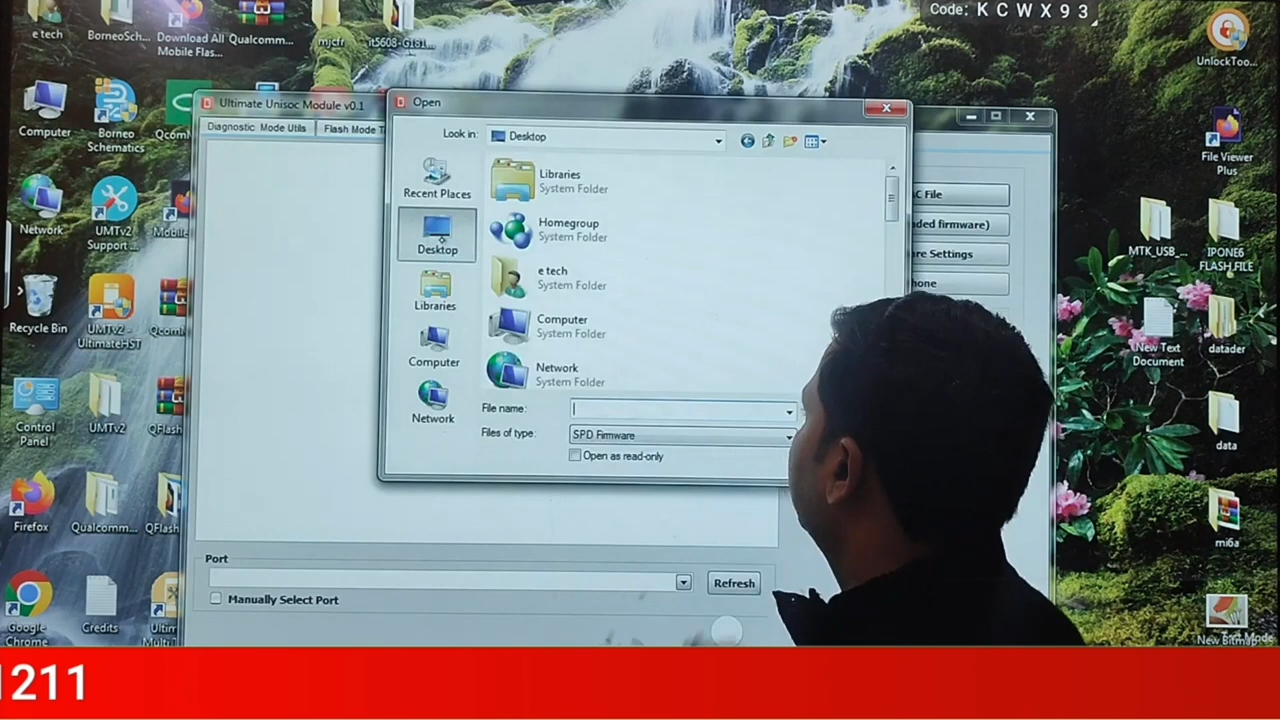 e tech
BorneoSch...
Download All
Mobile Flas...
Qualcomm...
mjcfr
it5608-G181...
Code: K C W X 9 3
UnlockToo...
Computer
Borneo
Schematics
QcomM
Network
UMTv2
Support ...
Mobile
Recycle Bin
UMTv2 -
UltimateHST
Qcom
Control
Panel
UMTv2
QFlash
Firefox
Qualcomm...
QFlash
Google
Chrome
Credits
Ultim
Multi
Ultimate Unisoc Module v0.1
Diagnostic Mode Utils
Flash Mode T
Open
Look in:
Desktop
Recent Places
Desktop
Libraries
Computer
Network
Libraries
System Folder
Homegroup
System Folder
e tech
System Folder
Computer
System Folder
Network
System Folder
File name:
Files of type:
SPD Firmware
Open as read-only
C File
ded firmware)
re Settings
hone
Port
Refresh
Manually Select Port
File Viewer
Plus
MTK_USB_...
IPONE6
FLASH.FILE
New Text
Document
datader
data
mi6a
New Bitmap
1211